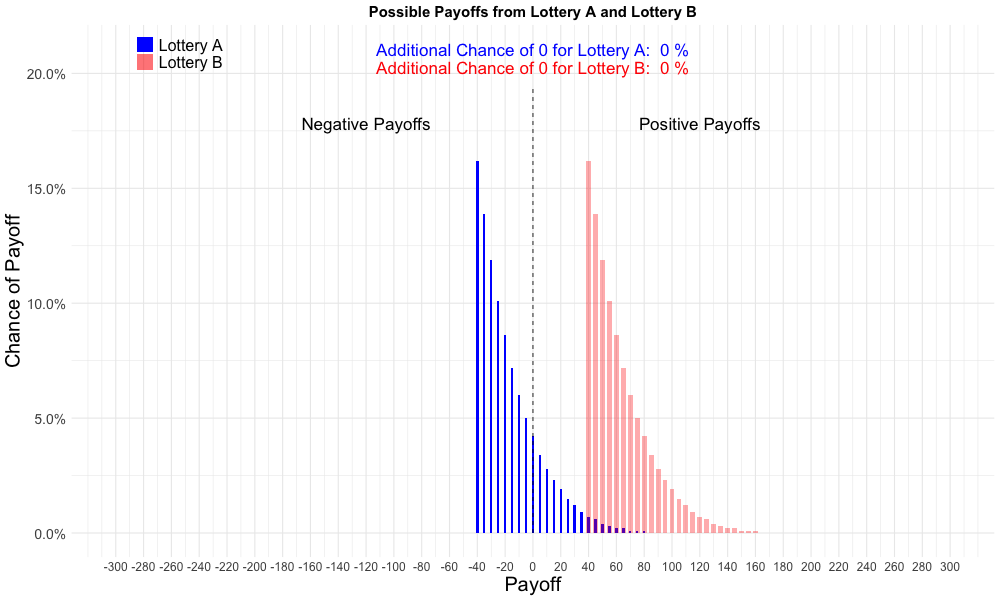 Possible Payoffs from Lottery A and Lottery B
Lottery A
Lottery B
Additional Chance of 0 for Lottery A:  0 %
Additional Chance of 0 for Lottery B:  0 %
Negative Payoffs
Positive Payoffs
Chance of Payoff
20.0%
15.0%
10.0%
5.0%
0.0%
-300 -280 -260 -240 -220 -200 -180 -160 -140 -120 -100 -80 -60 -40 -20 0 20 40 60 80 100 120 140 160 180 200 220 240 260 280 300
Payoff